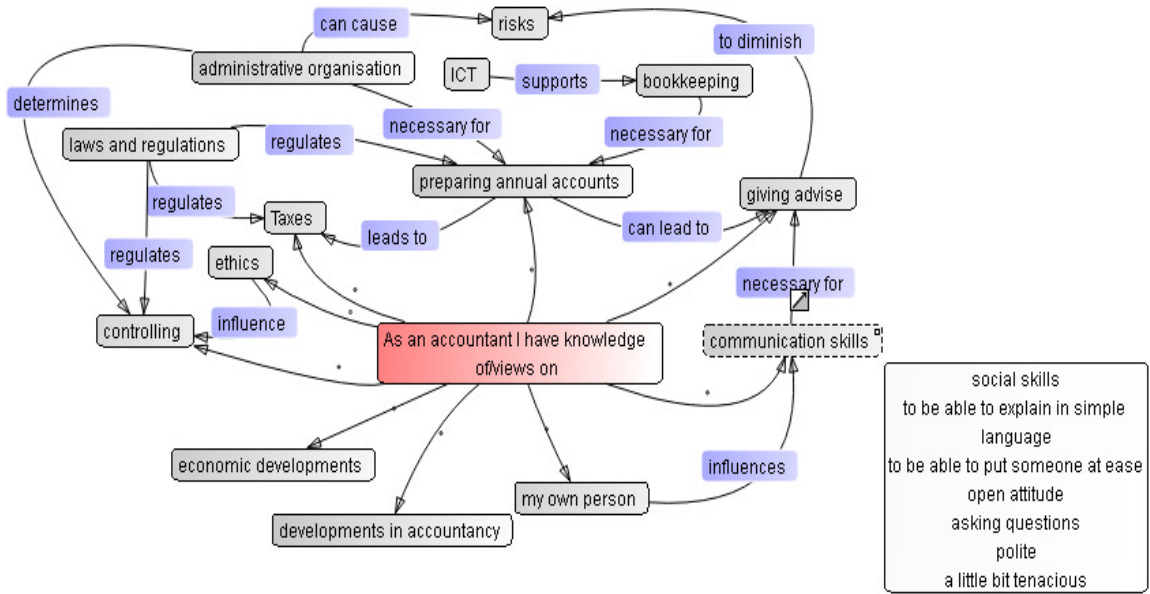 can cause
risks
to diminish
administrative organisation
ICT
supports
bookkeeping
determines
necessary for
necessary for
laws and regulations
regulates
preparing annual accounts
giving advise
regulates
Taxes
leads to
can lead to
regulates
ethics
necessary for
influence
controlling
As an accountant I have knowledge
of/views on
communication skills
social skills
to be able to explain in simple
language
to be able to put someone at ease
open attitude
asking questions
polite
a little bit tenacious
economic developments
influences
my own person
developments in accountancy